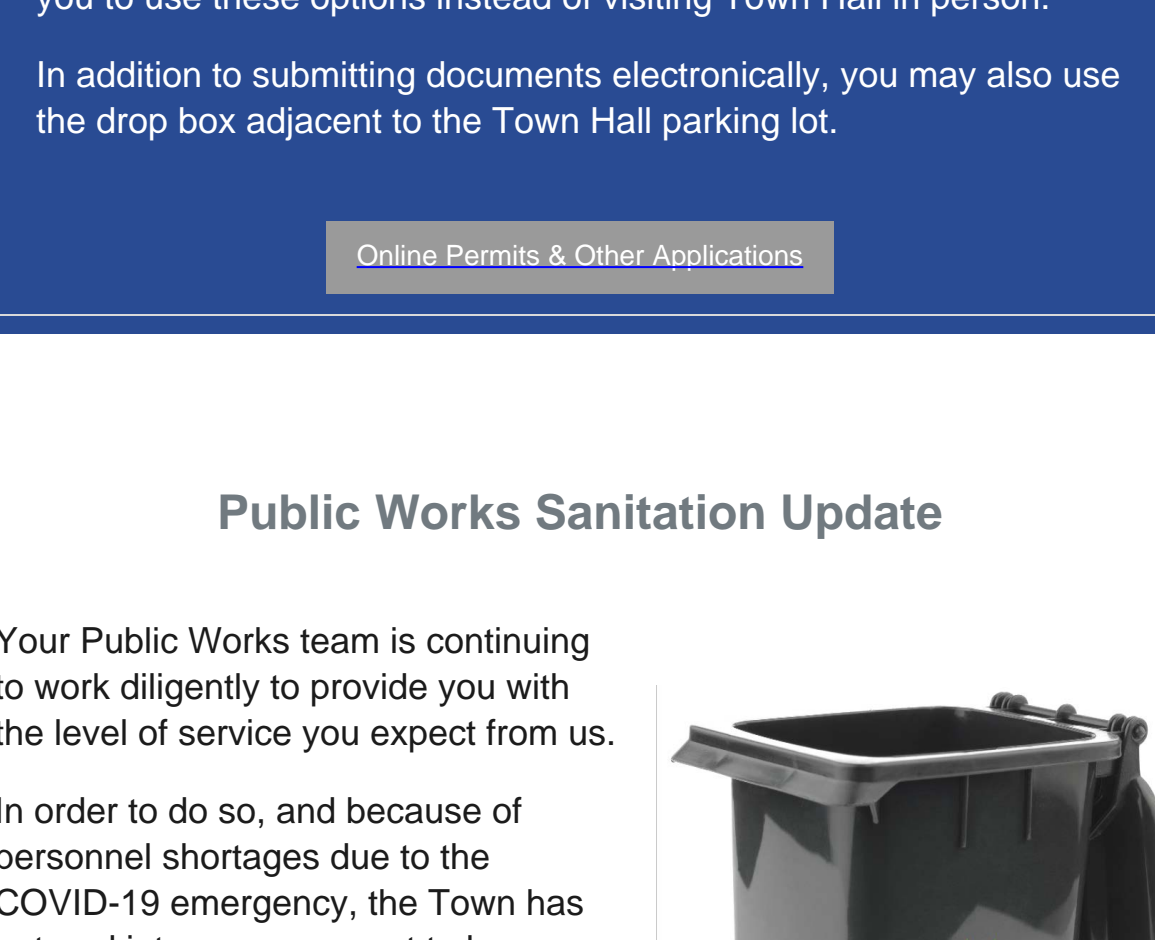 you to use these options instead of visiting Town Hall in person.
In addition to submitting documents electronically, you may also use
the drop box adjacent to the Town Hall parking lot.
Online Permits & Other Applications
Public Works Sanitation Update
Your Public Works team is continuing
to work diligently to provide you with
the level of service you expect from us.
In order to do so, and because of
personnel shortages due to the
COVID-19 emergency, the Town has